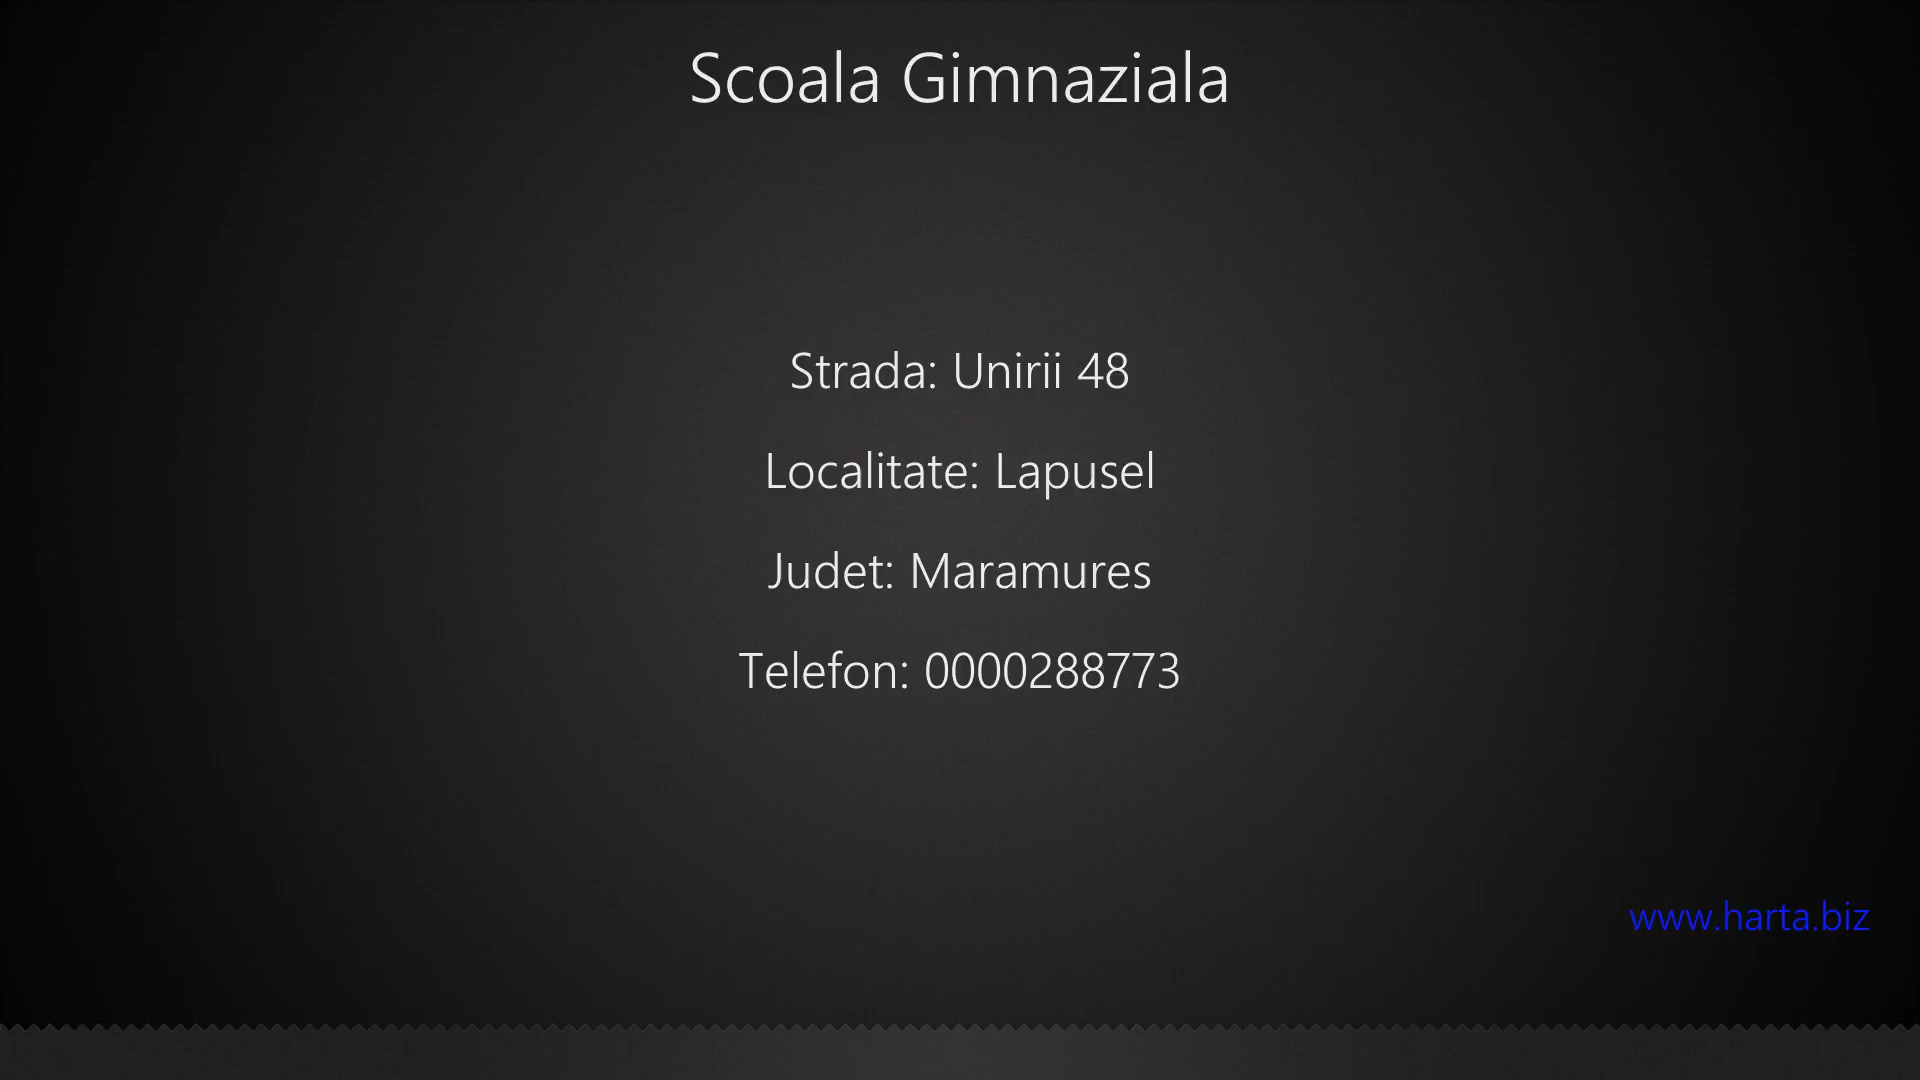 Scoala Gimnaziala
Strada: Unirii 48
Localitate: Lapusel
Judet: Maramures
Telefon: 0000288773
www.harta.biz